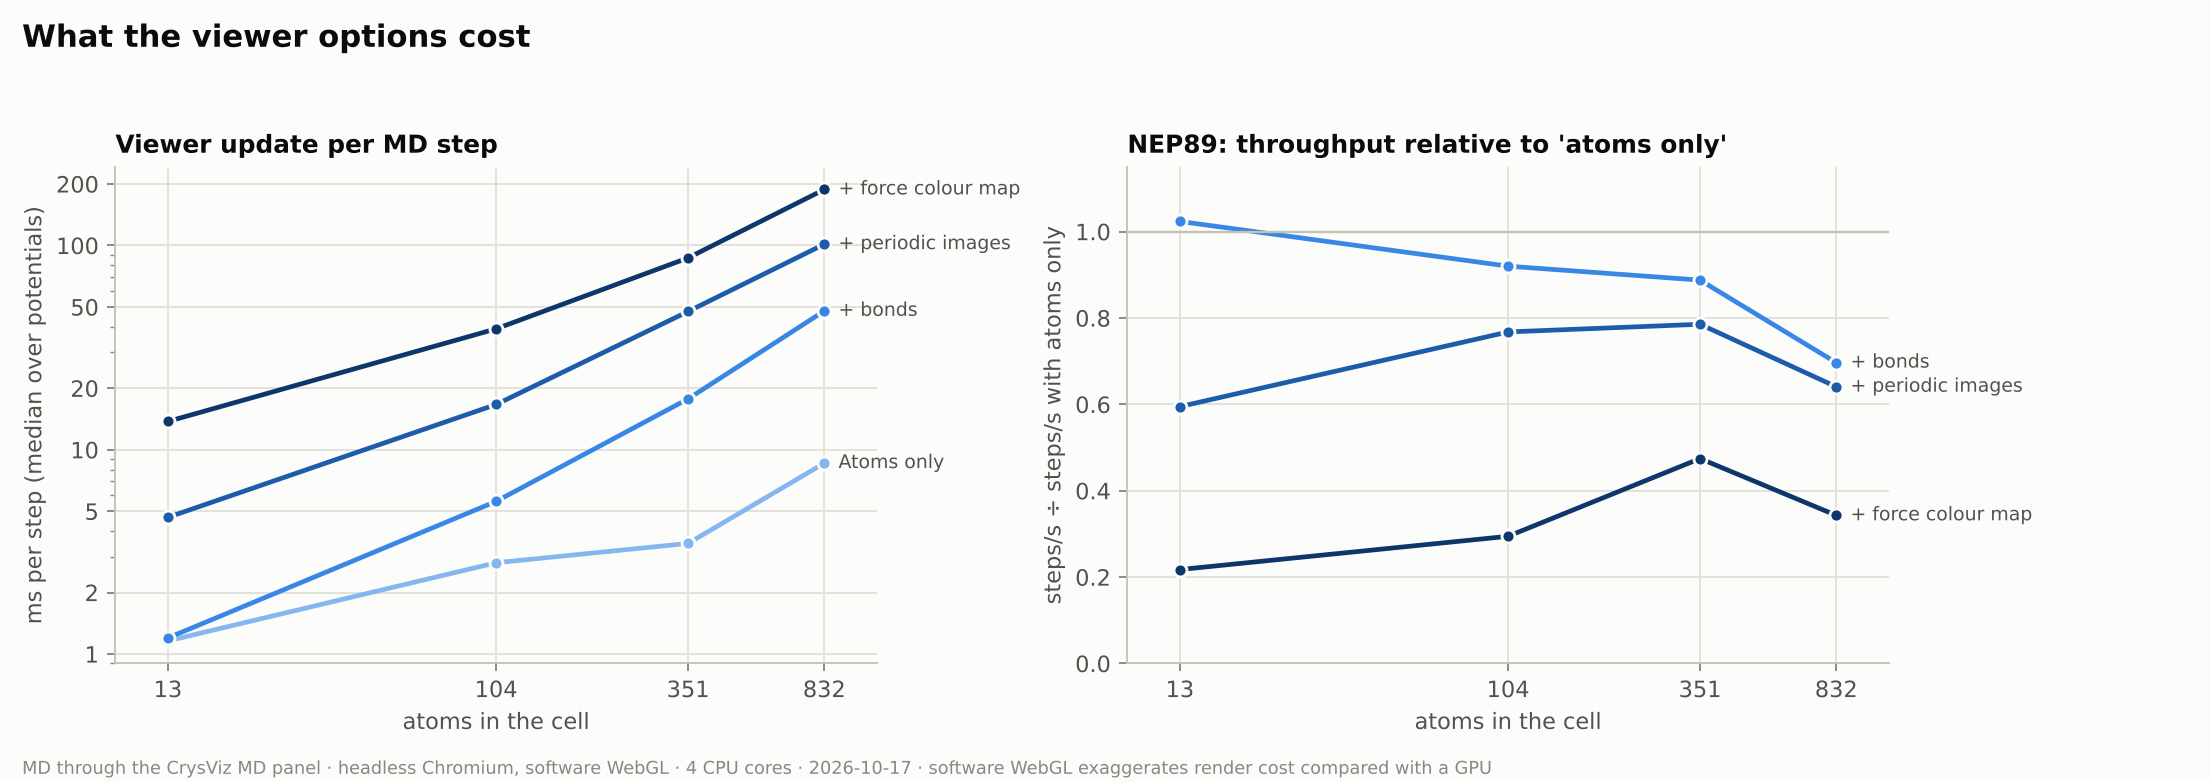 What the viewer options cost
Viewer update per MD step
ms per step (median over potentials)
200
100
50
20
10
5
2
1
+ force colour map
+ periodic images
+ bonds
Atoms only
13 104 351 832
atoms in the cell
NEP89: throughput relative to 'atoms only'
steps/s ÷ steps/s with atoms only
1.0
0.8
0.6
0.4
0.2
0.0
+ bonds
+ periodic images
+ force colour map
13 104 351 832
atoms in the cell
MD through the CrysViz MD panel · headless Chromium, software WebGL · 4 CPU cores · 2026-10-17 · software WebGL exaggerates render cost compared with a GPU